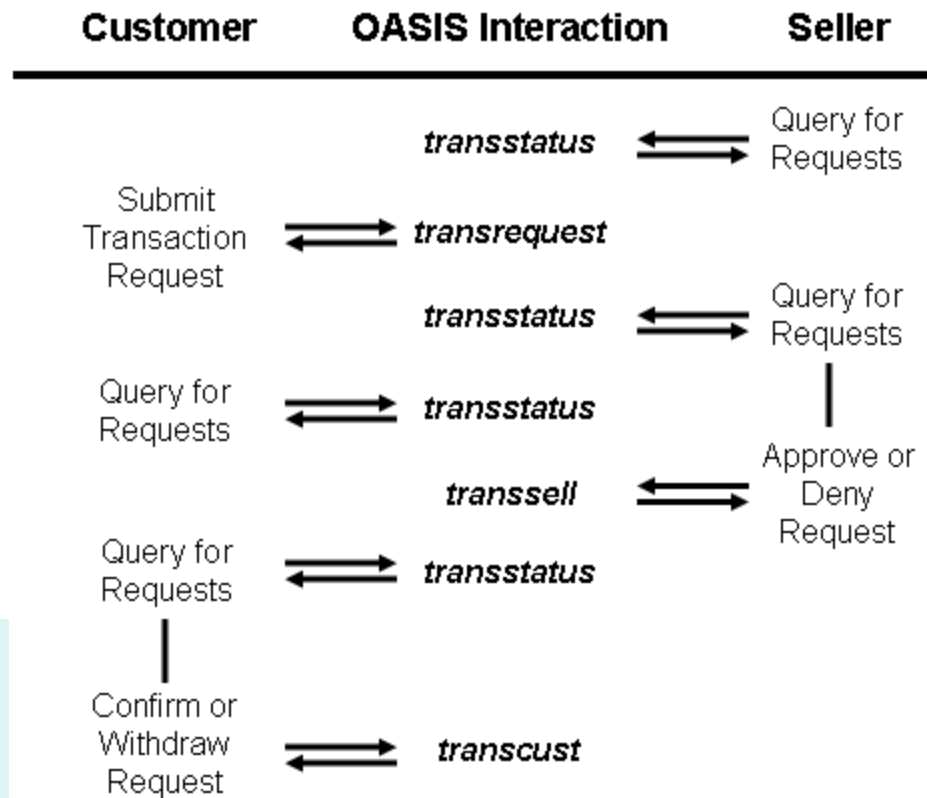 Customer OASIS Interaction Seller
Query for
Requests
transstatus
Submit
Transaction
Request
transrequest
Query for
Requests
transstatus
Query for
Requests
transstatus
Approve or
Deny
Request
transsell
Query for
Requests
transstatus
Confirm or
Withdraw
Request
transcust